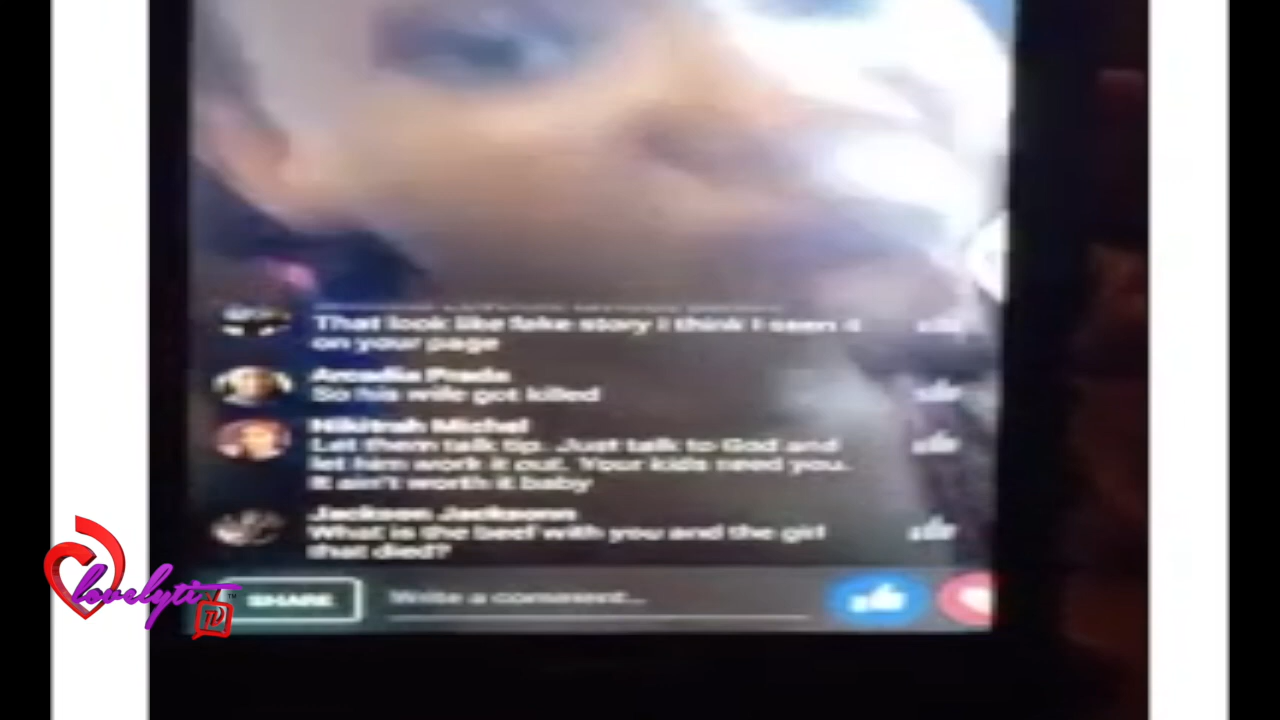 That look like fake story I think I seen it
on your page
Arcadia Prada
So his wife got killed
Nikitrah Michel
Let them talk tip. Just talk to God and
let him work it out. Your kids need you.
It ain't worth it baby
Jackson Jacksonn
What is the beef with you and the girl
that died?
SHARE
Write a comment...
lovelyti
TV